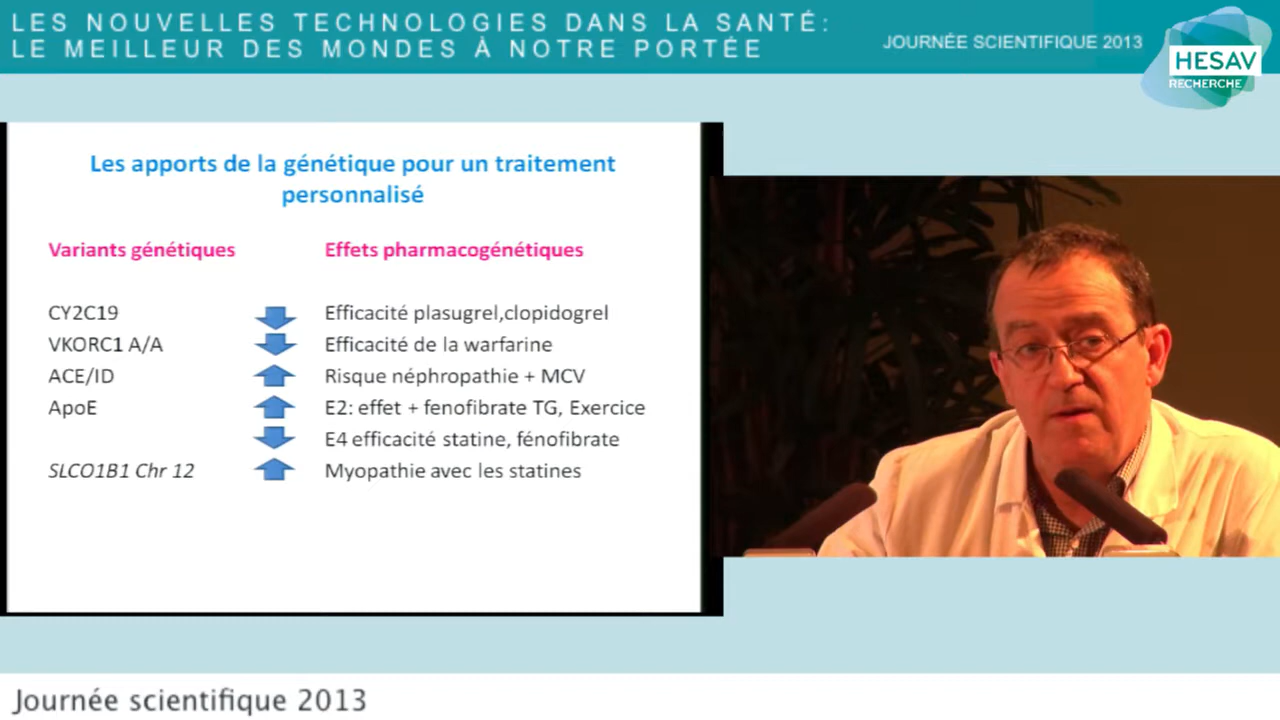 LES NOUVELLES TECHNOLOGIES DANS LA SANTÉ:
LE MEILLEUR DES MONDES À NOTRE PORTÉE
JOURNÉE SCIENTIFIQUE 2013
HESAV
RECHERCHE
Les apports de la génétique pour un traitement
personnalisé
Variants génétiques Effets pharmacogénétiques
CY2C19 Efficacité plasugrel,clopidogrel
VKORC1 A/A Efficacité de la warfarine
ACE/ID Risque néphropathie + MCV
ApoE E2: effet + fenofibrate TG, Exercice
E4 efficacité statine, fénofibrate
SLCO1B1 Chr 12 Myopathie avec les statines
Journée scientifique 2013